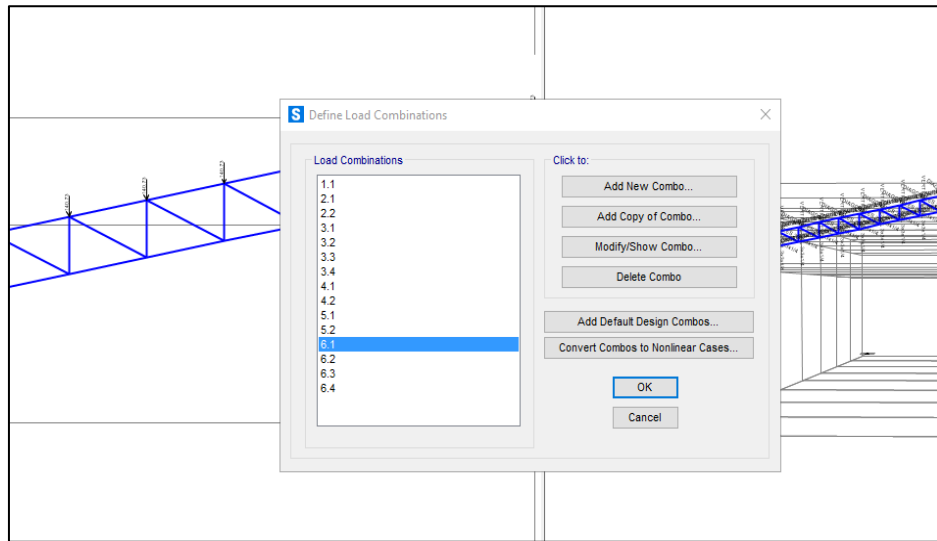 S Define Load Combinations
Load Combinations
1.1
2.1
2.2
3.1
3.2
3.3
3.4
4.1
4.2
5.1
5.2
6.1
6.2
6.3
6.4
Click to:
Add New Combo...
Add Copy of Combo...
Modify/Show Combo...
Delete Combo
Add Default Design Combos...
Convert Combos to Nonlinear Cases...
OK
Cancel